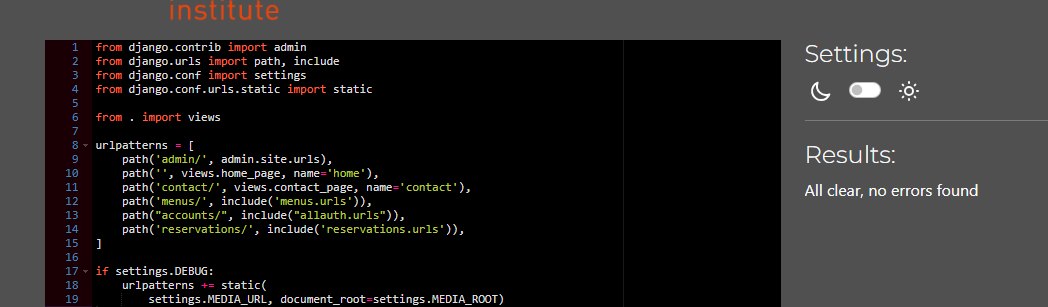 institute
1 from django.contrib import admin
2 from django.urls import path, include
3 from django.conf import settings
4 from django.conf.urls.static import static
5
6 from . import views
7
8 urlpatterns = [
9     path('admin/', admin.site.urls),
10     path('', views.home_page, name='home'),
11     path('contact/', views.contact_page, name='contact'),
12     path('menus/', include('menus.urls')),
13     path("accounts/", include("allauth.urls")),
14     path('reservations/', include('reservations.urls')),
15 ]
16
17 if settings.DEBUG:
18     urlpatterns += static(
19         settings.MEDIA_URL, document_root=settings.MEDIA_ROOT)
Settings:
Results:
All clear, no errors found